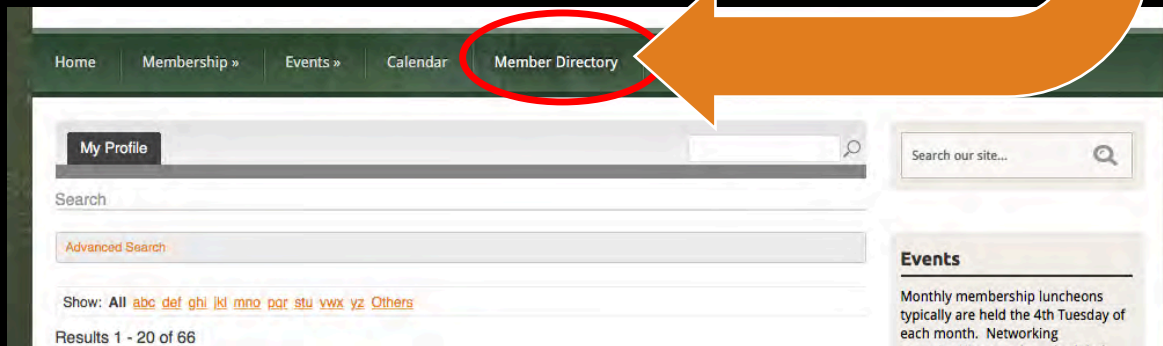 Home Membership » Events » Calendar Member Directory
My Profile
Search our site...
Search
Advanced Search
Show: All abc def ghi jkl mno pqr stu vwx yz Others
Results 1 - 20 of 66
Events
Monthly membership luncheons
typically are held the 4th Tuesday of
each month. Networking